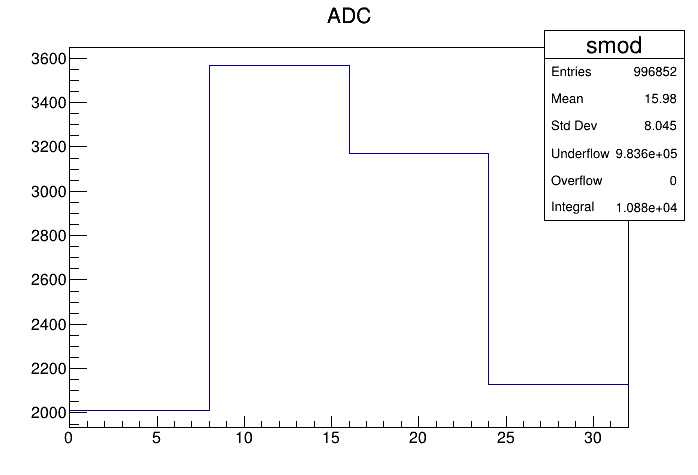 ADC
smod
Entries 996852
Mean 15.98
Std Dev 8.045
Underflow 9.836e+05
Overflow 0
Integral 1.088e+04
3600
3400
3200
3000
2800
2600
2400
2200
2000
0 5 10 15 20 25 30